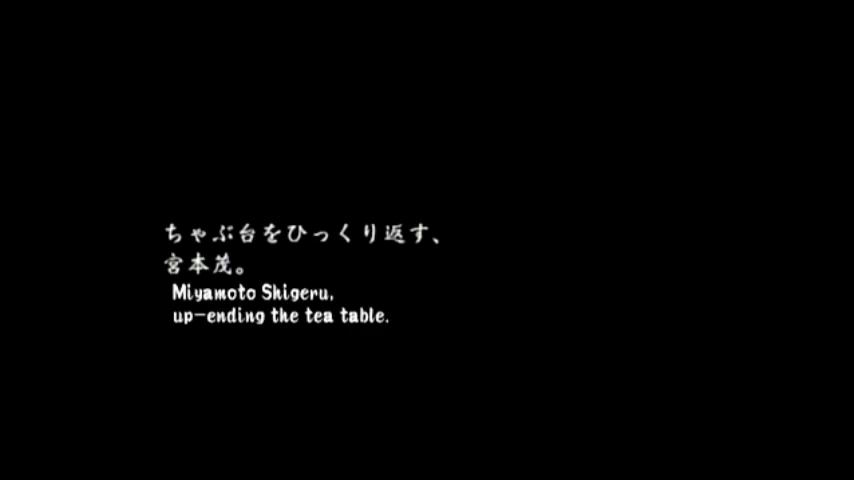 ちゃぶ台をひっくり返す、
宮本茂。
Miyamoto Shigeru,
up-ending the tea table.